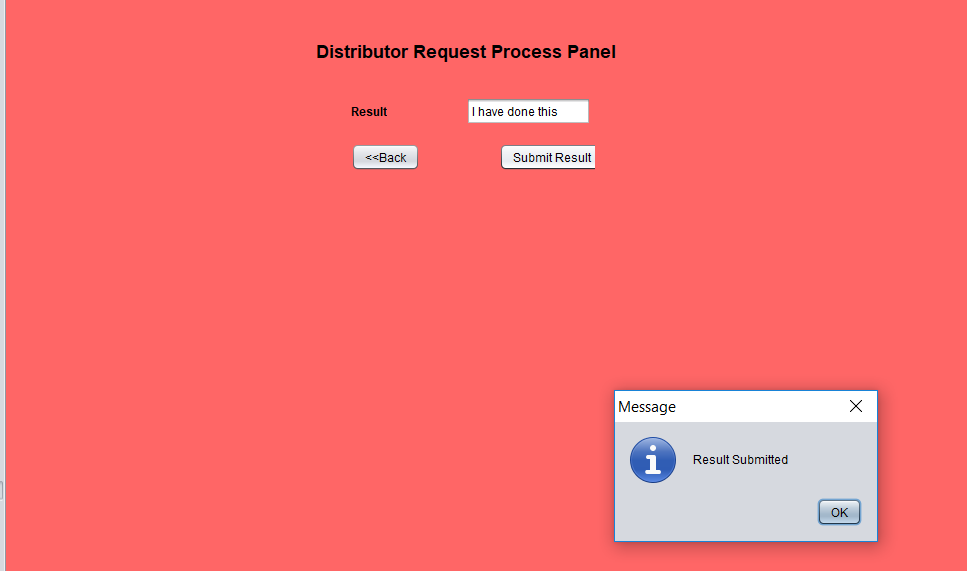 Distributor Request Process Panel
Result
I have done this
<<Back
Submit Result
Message
Result Submitted
OK